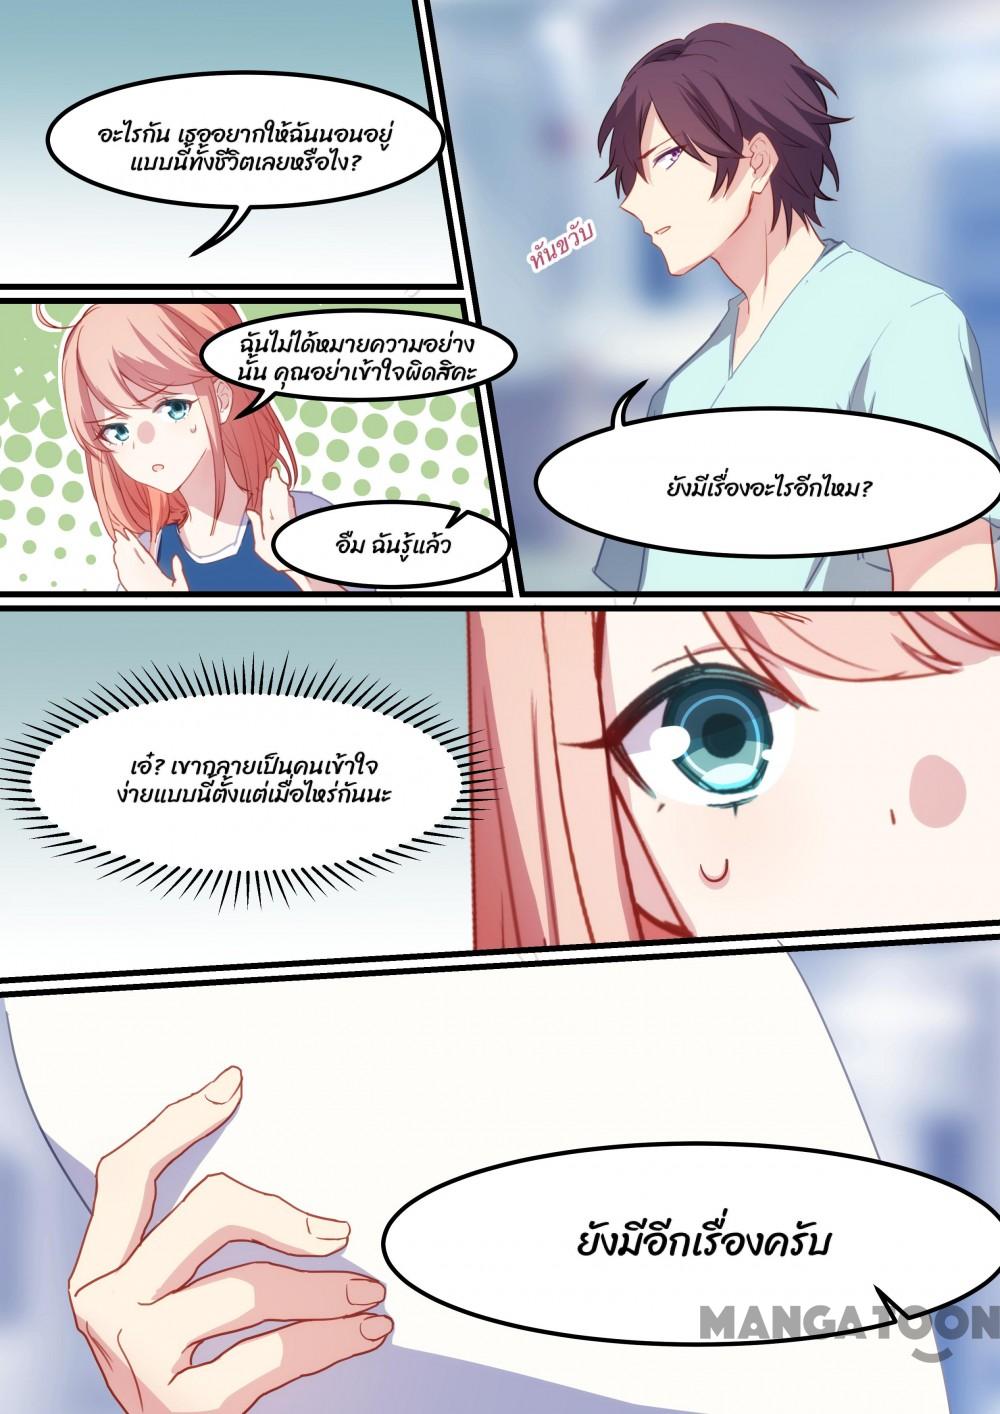 อะไรกัน เธออยากให้ฉันนอนอยู่
แบบนี้ทั้งชีวิตเลยหรือไง?
หันขวับ
ฉันไม่ได้หมายความอย่าง
นั้น คุณอย่าเข้าใจผิดสิคะ
ยังมีเรื่องอะไรอีกไหม?
อืม ฉันรู้แล้ว
เอ๋? เขากลายเป็นคนเข้าใจ
ง่ายแบบนี้ตั้งแต่เมื่อไหร่กันนะ
ยังมีอีกเรื่องครับ
MANGATOON